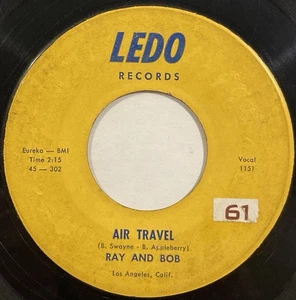 LEDO
RECORDS
Eureka — BMI
Time 2:15
45 — 302
Vocal
1151
61
AIR TRAVEL
(B. Swayne - B. Appleberry)
RAY AND BOB
Los Angeles, Calif.